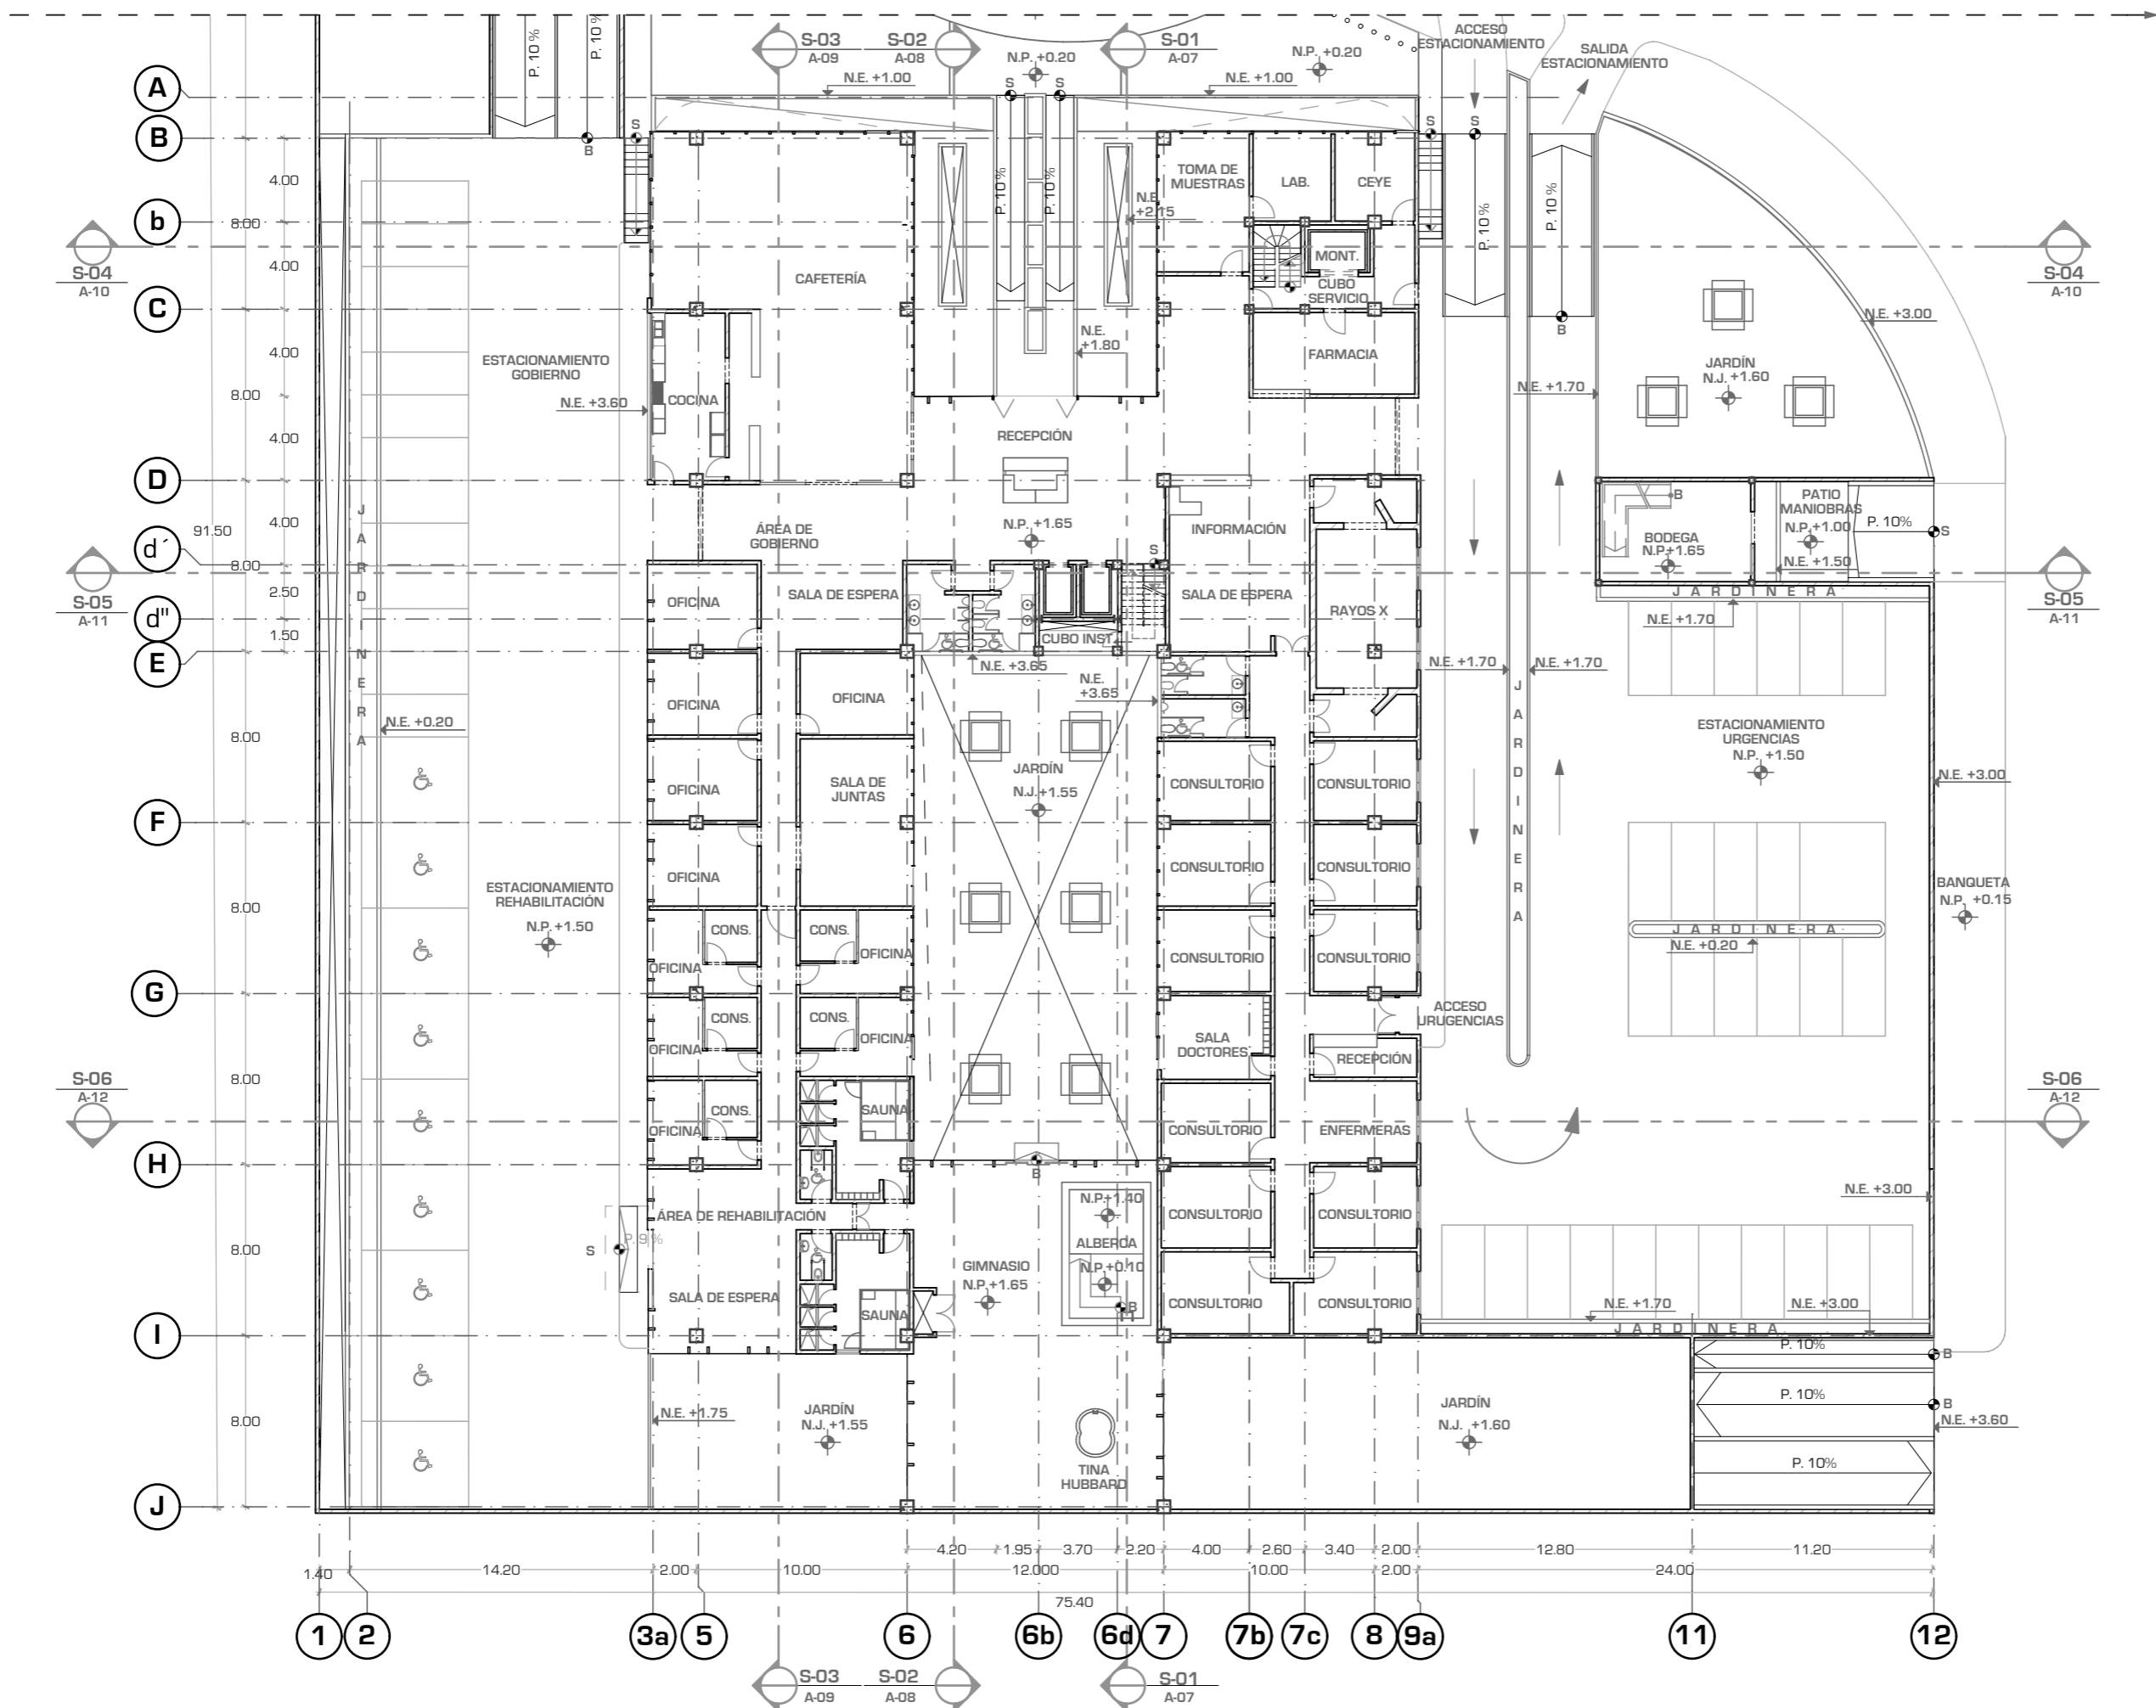 P. 10%
P. 10%
S-03
A-09
S-02
A-08
N.P. +0.20
S-01
A-07
N.P. +0.20
ACCESO
ESTACIONAMIENTO
SALIDA
ESTACIONAMIENTO
N.E. +1.00
N.E. +1.00
A
S
S
B
S
B
S
S
4.00
TOMA DE
MUESTRAS
LAB.
CEYE
P. 10%
P. 10%
P. 10%
P. 10%
N.E.
+2.15
b
8.00
S-04
A-10
S-04
A-10
4.00
CAFETERÍA
MONT.
CUBO
SERVICIO
C
B
N.E. +3.00
4.00
ESTACIONAMIENTO
GOBIERNO
N.E.
+1.80
FARMACIA
JARDÍN
N.J. +1.60
8.00
N.E. +3.60
COCINA
N.E. +1.70
4.00
RECEPCIÓN
D
4.00
91.50
JARDINERA
ÁREA DE
GOBIERNO
N.P. +1.65
INFORMACIÓN
B
BODEGA
N.P.+1.65
PATIO
MANIOBRAS
N.P.+1.00
P. 10%
S
N.E. +1.50
d´
8.00
S
S-05
A-11
S-05
A-11
2.50
OFICINA
SALA DE ESPERA
SALA DE ESPERA
RAYOS X
JARDINERA
N.E. +1.70
d"
1.50
CUBO INST.
E
N.E. +3.65
N.E.
+3.65
N.E. +1.70
N.E. +1.70
OFICINA
OFICINA
JARDINERA
N.E. +0.20
8.00
ESTACIONAMIENTO
URGENCIAS
N.P. +1.50
JARDÍN
N.J.+1.55
OFICINA
SALA DE
JUNTAS
CONSULTORIO
CONSULTORIO
N.E. +3.00
F
OFICINA
CONSULTORIO
CONSULTORIO
ESTACIONAMIENTO
REHABILITACIÓN
N.P. +1.50
8.00
BANQUETA
N.P. +0.15
CONS.
CONS.
OFICINA
OFICINA
CONSULTORIO
CONSULTORIO
JARDINERA
N.E. +0.20
G
ACCESO
URUGENCIAS
CONS.
CONS.
OFICINA
OFICINA
SALA
DOCTORES
RECEPCIÓN
8.00
S-06
A-12
S-06
A-12
CONS.
SAUNA
OFICINA
CONSULTORIO
ENFERMERAS
H
B
N.E. +3.00
N.P.+1.40
ÁREA DE REHABILITACIÓN
CONSULTORIO
CONSULTORIO
P. 9%
S
8.00
ALBERCA
N.P.+0.10
GIMNASIO
N.P.+1.65
B
SALA DE ESPERA
SAUNA
CONSULTORIO
CONSULTORIO
N.E. +1.70
N.E. +3.00
JARDINERA
I
P. 10%
B
P. 10%
B
8.00
N.E. +1.75
JARDÍN
N.J. +1.55
JARDÍN
N.J. +1.60
N.E. +3.60
TINA
HUBBARD
P. 10%
J
4.20
1.95
3.70
2.20
4.00
2.60
3.40
2.00
12.80
11.20
1.40
14.20
2.00
10.00
12.000
10.00
2.00
24.00
75.40
1
2
3a
5
6
6b
6d
7
7b
7c
8
9a
11
12
S-03
A-09
S-02
A-08
S-01
A-07